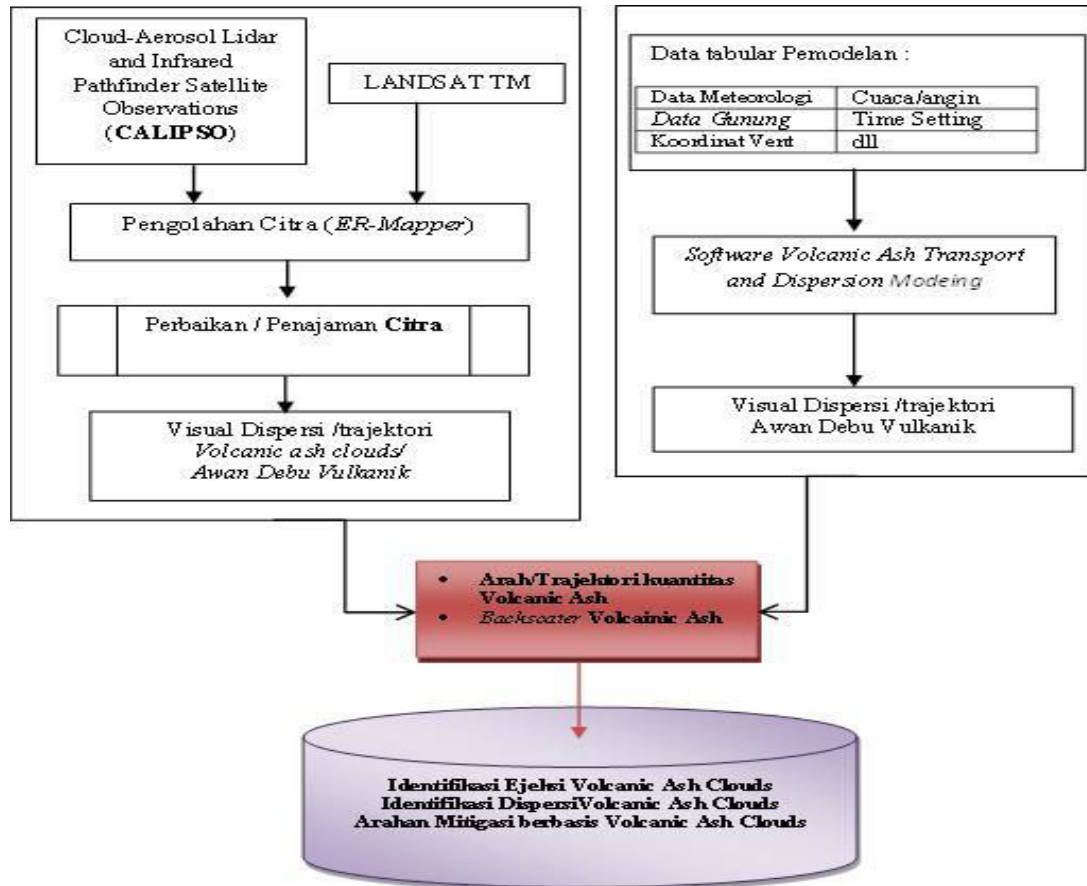 Cloud-Aerosol Lidar
and Infrared
Pathfinder Satellite
Observations
(CALIPSO)
LANDSAT TM
Pengolahan Citra (ER-Mapper)
Perbaikan / Penajaman Citra
Visual Dispersi /trajektori
Volcanic ash clouds/
Awan Debu Vulkanik
Data tabular Pemodelan :
Data Meteorologi Cuaca/angin
Data Gunung Time Setting
Koordinat Vent dll
Software Volcanic Ash Transport
and Dispersion Modeing
Visual Dispersi /trajektori
Awan Debu Vulkanik
• Arah/Trajektori kuantitas
Volcanic Ash
• Backscater Volcainic Ash
Identifikasi Ejeksi Volcanic Ash Clouds
Identifikasi DispersiVolcanic Ash Clouds
Arahan Mitigasi berbasis Volcanic Ash Clouds